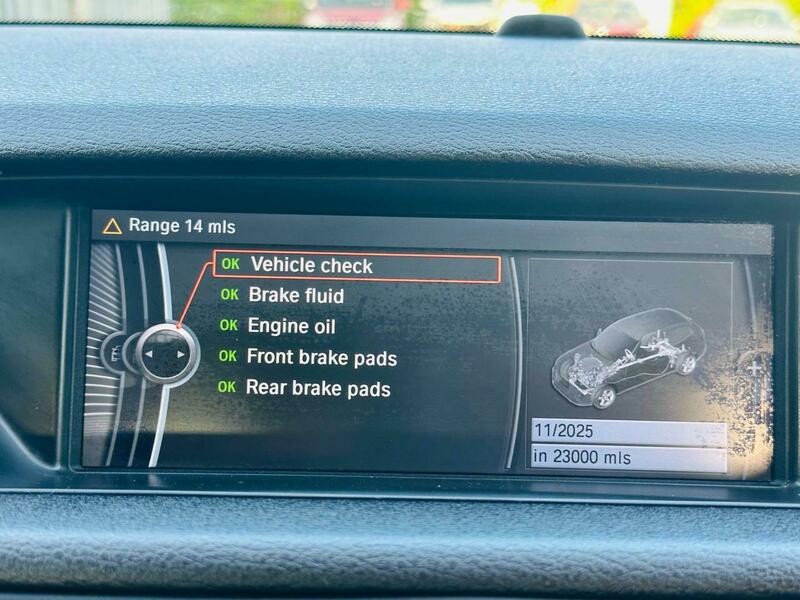 Range 14 mls
OK Vehicle check
OK Brake fluid
OK Engine oil
OK Front brake pads
OK Rear brake pads
11/2025
in 23000 mls